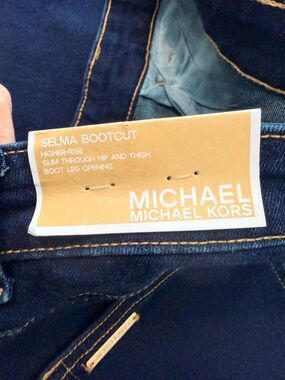 SELMA BOOTCUT
HIGHER-RISE
SLIM THROUGH HIP AND THIGH
BOOT LEG OPENING
MICHAEL
MICHAEL KORS